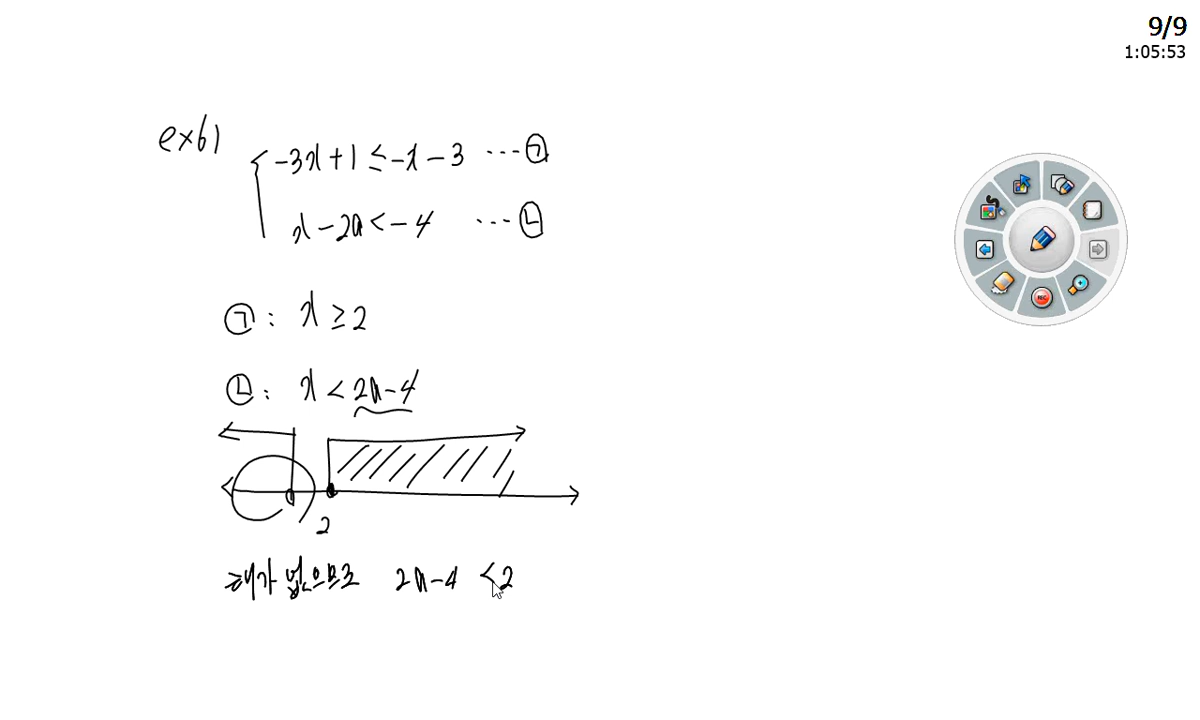 9/9
1:05:53
ex61
-3x+1≤-x-3 ···㉠
x-2a<-4 ···㉡
㉠: x≥2
㉡: x<2a-4
2
해가 없으므로 2a-4 <2
REC